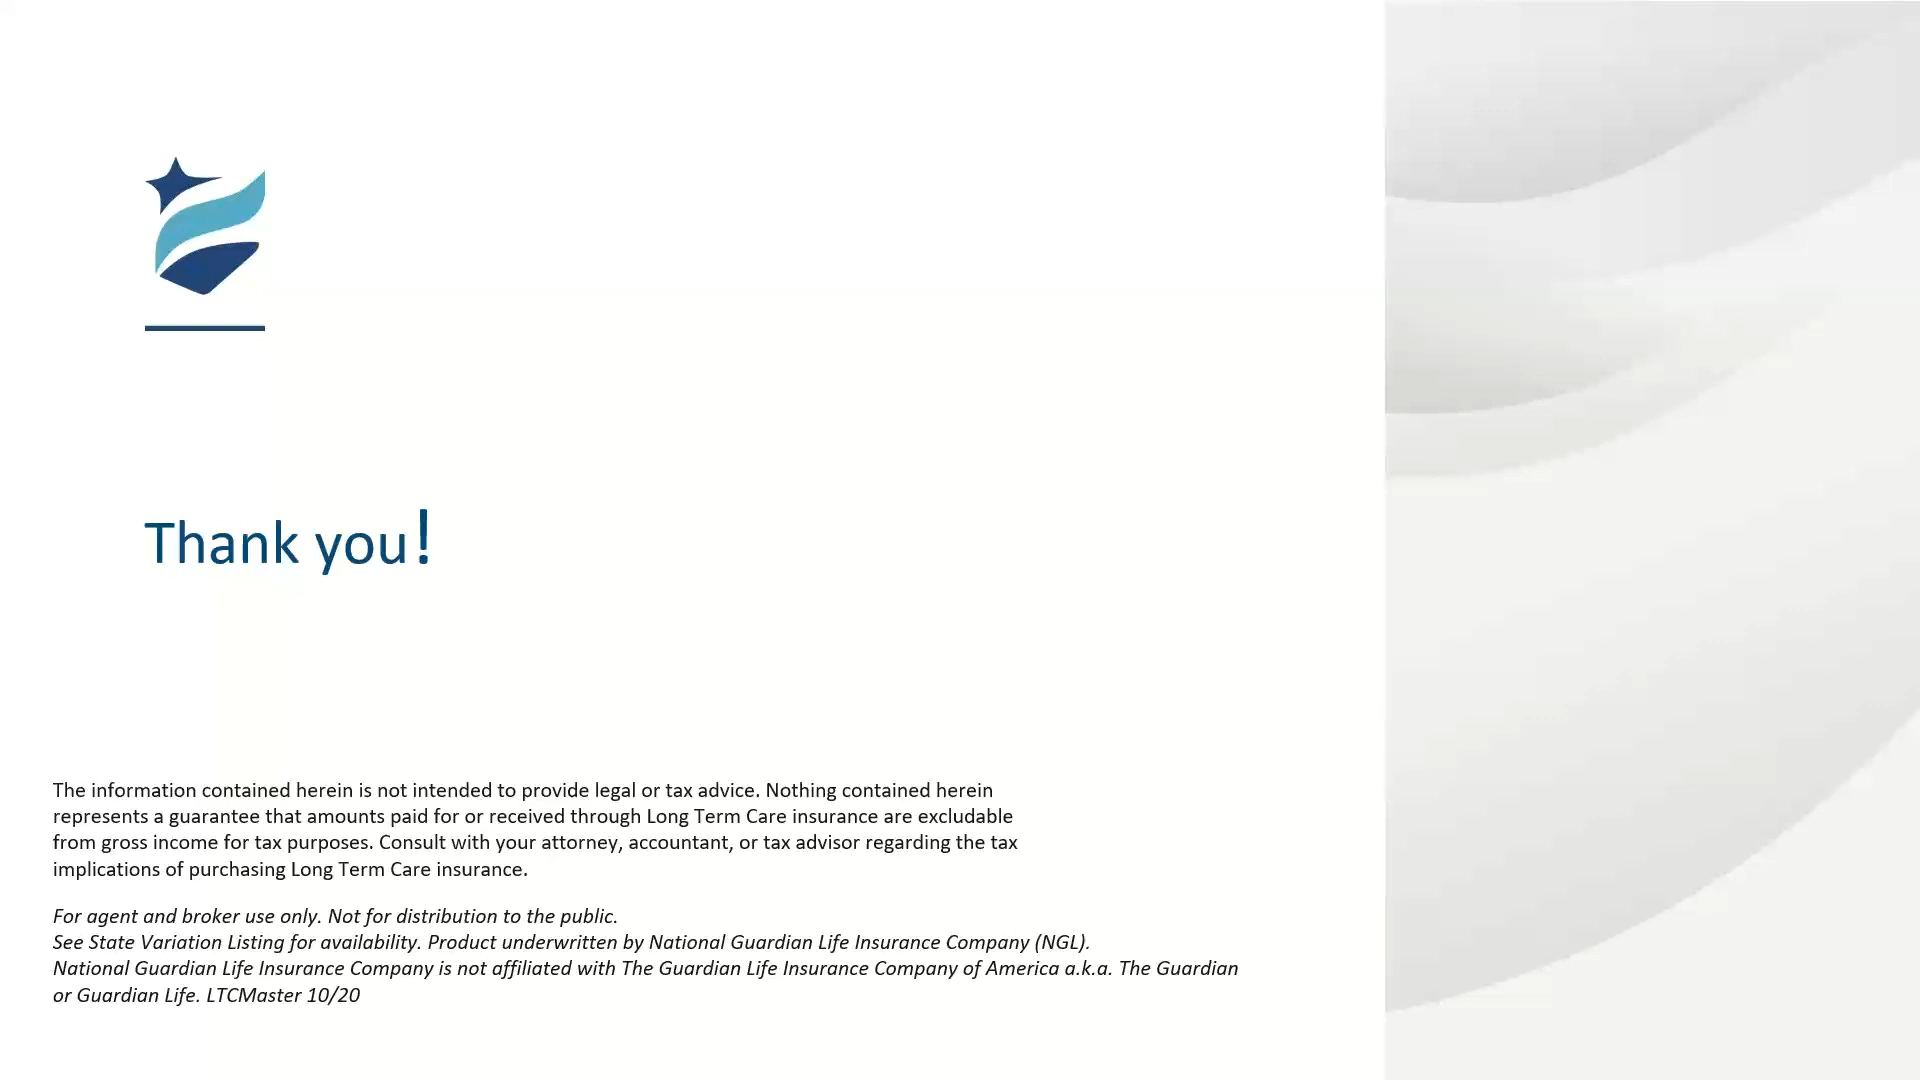 Thank you!
The information contained herein is not intended to provide legal or tax advice. Nothing contained herein
represents a guarantee that amounts paid for or received through Long Term Care insurance are excludable
from gross income for tax purposes. Consult with your attorney, accountant, or tax advisor regarding the tax
implications of purchasing Long Term Care insurance.
For agent and broker use only. Not for distribution to the public.
See State Variation Listing for availability. Product underwritten by National Guardian Life Insurance Company (NGL).
National Guardian Life Insurance Company is not affiliated with The Guardian Life Insurance Company of America a.k.a. The Guardian
or Guardian Life. LTCMaster 10/20